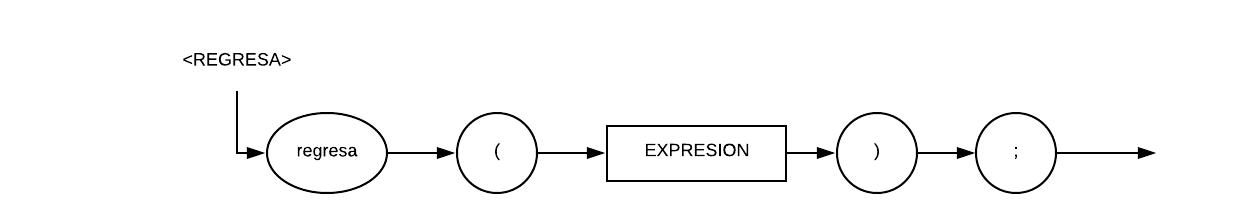 <REGRESA>
regresa ( EXPRESION ) ;